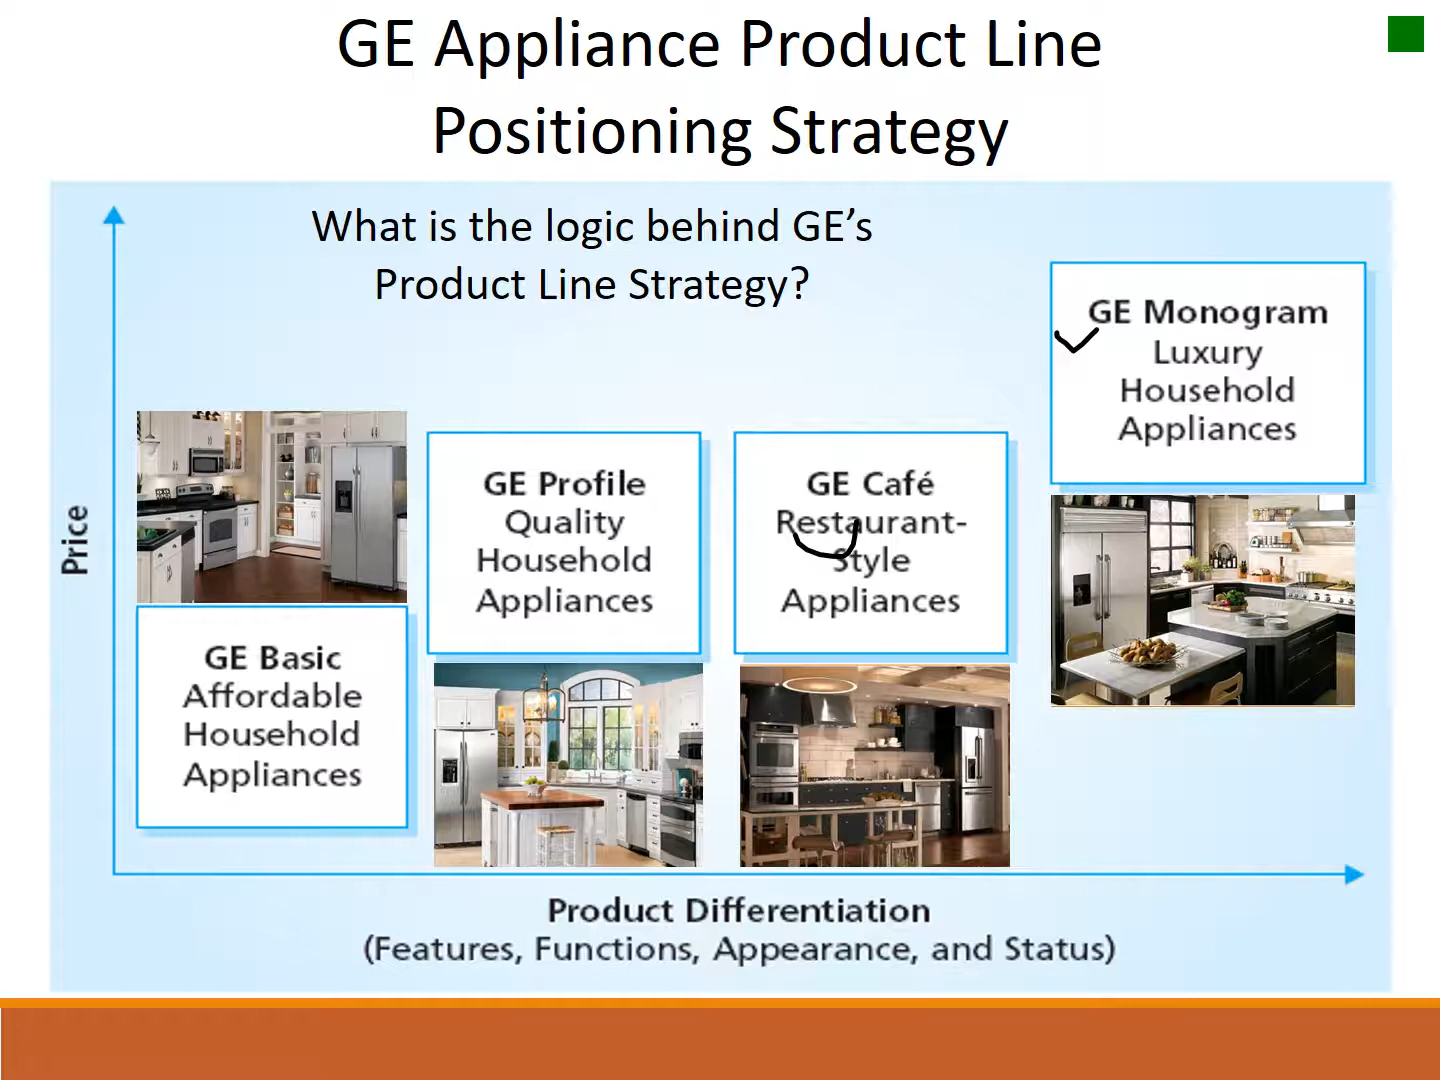 GE Appliance Product Line
Positioning Strategy
What is the logic behind GE’s
Product Line Strategy?
Price
GE Basic
Affordable
Household
Appliances
GE Profile
Quality
Household
Appliances
GE Café
Restaurant-
Style
Appliances
GE Monogram
Luxury
Household
Appliances
Product Differentiation
(Features, Functions, Appearance, and Status)